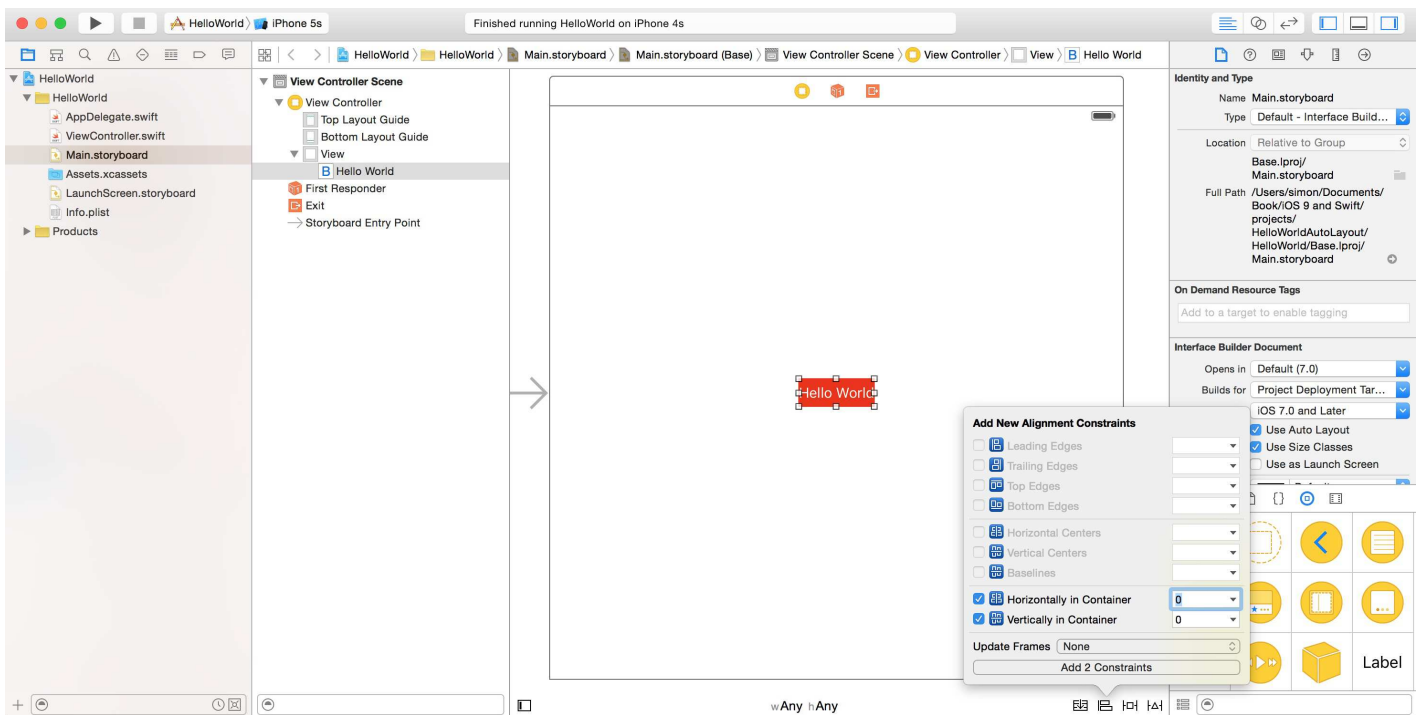 HelloWorld iPhone 5s
Finished running HelloWorld on iPhone 4s
HelloWorld HelloWorld Main.storyboard Main.storyboard (Base) View Controller Scene View Controller View B Hello World
HelloWorld
HelloWorld
AppDelegate.swift
ViewController.swift
Main.storyboard
Assets.xcassets
LaunchScreen.storyboard
Info.plist
Products
View Controller Scene
View Controller
Top Layout Guide
Bottom Layout Guide
View
B Hello World
First Responder
Exit
Storyboard Entry Point
Hello World
wAny hAny
Add New Alignment Constraints
Leading Edges
Trailing Edges
Top Edges
Bottom Edges
Horizontal Centers
Vertical Centers
Baselines
Horizontally in Container 0
Vertically in Container 0
Update Frames None
Add 2 Constraints
Identity and Type
Name Main.storyboard
Type Default - Interface Build...
Location Relative to Group
Base.lproj/
Main.storyboard
Full Path /Users/simon/Documents/
Book/iOS 9 and Swift/
projects/
HelloWorldAutoLayout/
HelloWorld/Base.lproj/
Main.storyboard
On Demand Resource Tags
Add to a target to enable tagging
Interface Builder Document
Opens in Default (7.0)
Builds for Project Deployment Tar...
iOS 7.0 and Later
Use Auto Layout
Use Size Classes
Use as Launch Screen
{}
Label